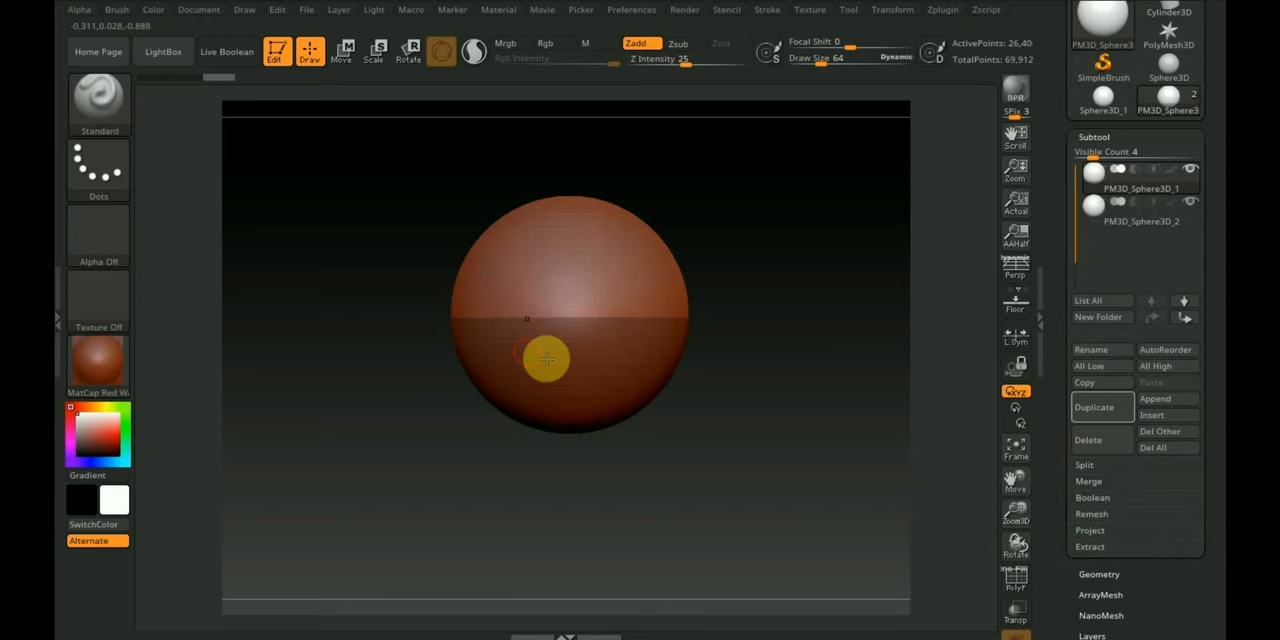 Alpha Brush Color Document Draw Edit File Layer Light Macro Marker Material Movie Picker Preferences Render Stencil Stroke Texture Tool Transform Zplugin Zscript
-0.311,0.028,-0.888
Home Page LightBox Live Boolean Edit Draw Move Scale Rotate
Mrgb Rgb M
Rgb Intensity
Zadd Zsub Zcut
Z Intensity 25
S
Focal Shift 0
Draw Size 64 Dynamic
D
ActivePoints: 26,40
TotalPoints: 69,912
Standard
Dots
Alpha Off
Texture Off
MatCap Red W
Gradient
SwitchColor
Alternate
BPR
SPix 3
Scroll
Zoom
Actual
AAHalf
Dynamic
Persp
Floor
L.Sym
XYZ
Frame
Move
Zoom3D
Rotate
PolyF
Transp
Cylinder3D
PM3D_Sphere3 PolyMesh3D
SimpleBrush Sphere3D
2
Sphere3D_1 PM3D_Sphere3
Subtool
Visible Count 4
PM3D_Sphere3D_1
PM3D_Sphere3D_2
List All
New Folder
Rename AutoReorder
All Low All High
Copy Paste
Duplicate Append
Insert
Delete Del Other
Del All
Split
Merge
Boolean
Remesh
Project
Extract
Geometry
ArrayMesh
NanoMesh
Layers